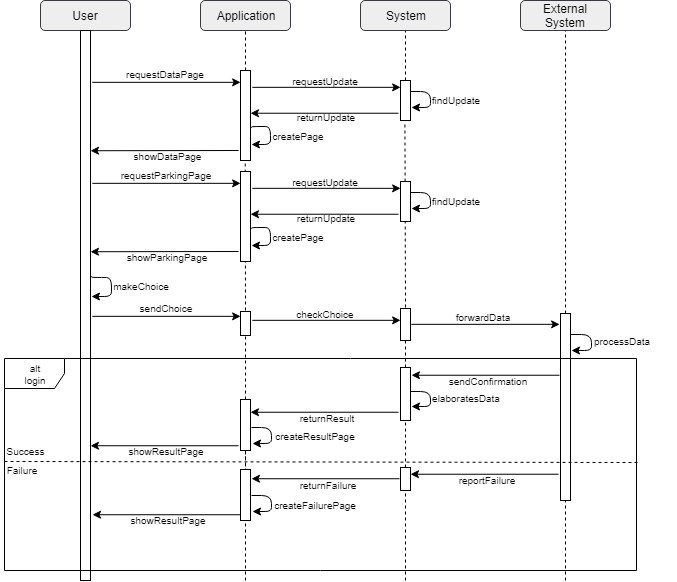 User
Application
System
External
System
requestDataPage
requestUpdate
findUpdate
returnUpdate
createPage
showDataPage
requestParkingPage
requestUpdate
findUpdate
returnUpdate
createPage
showParkingPage
makeChoice
sendChoice
checkChoice
forwardData
processData
alt
login
sendConfirmation
elaboratesData
returnResult
createResultPage
showResultPage
Success
Failure
reportFailure
returnFailure
createFailurePage
showResultPage